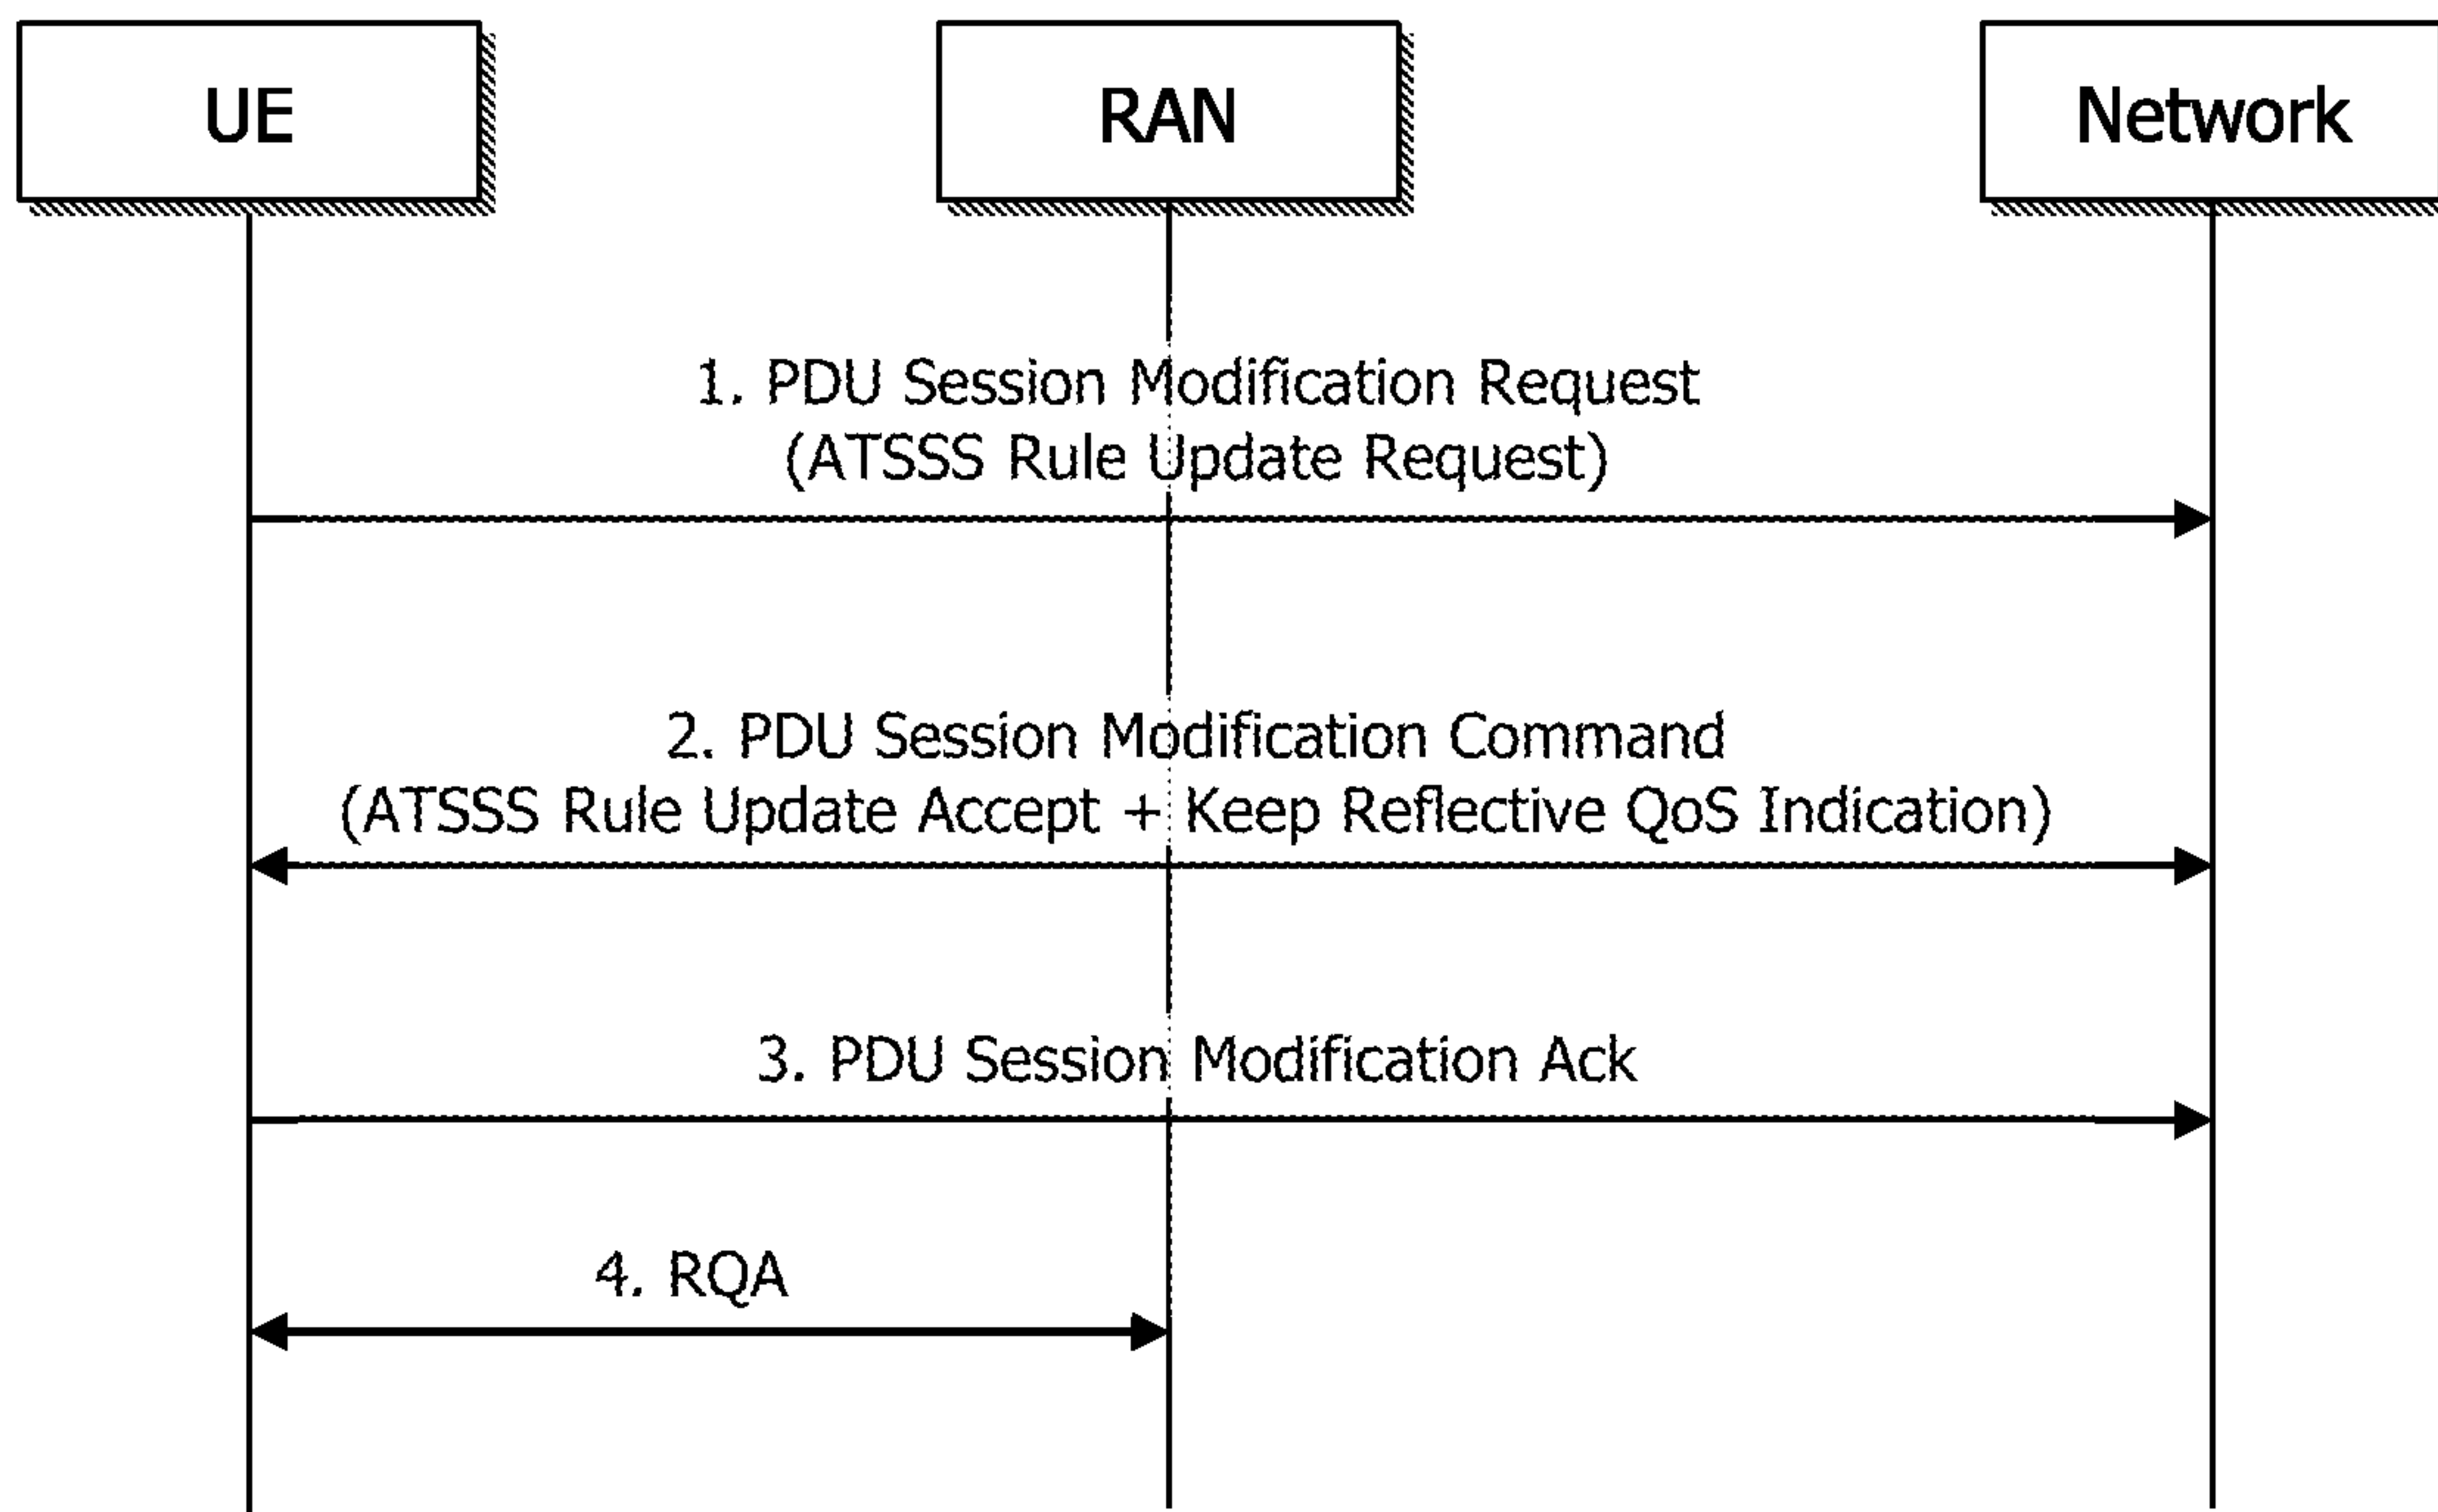 UE
RAN
Network
1. PDU Session Modification Request
(ATSSS Rule Update Request)
2. PDU Session Modification Command
(ATSSS Rule Update Accept + Keep Reflective QoS Indication)
3. PDU Session Modification Ack
4. RQA